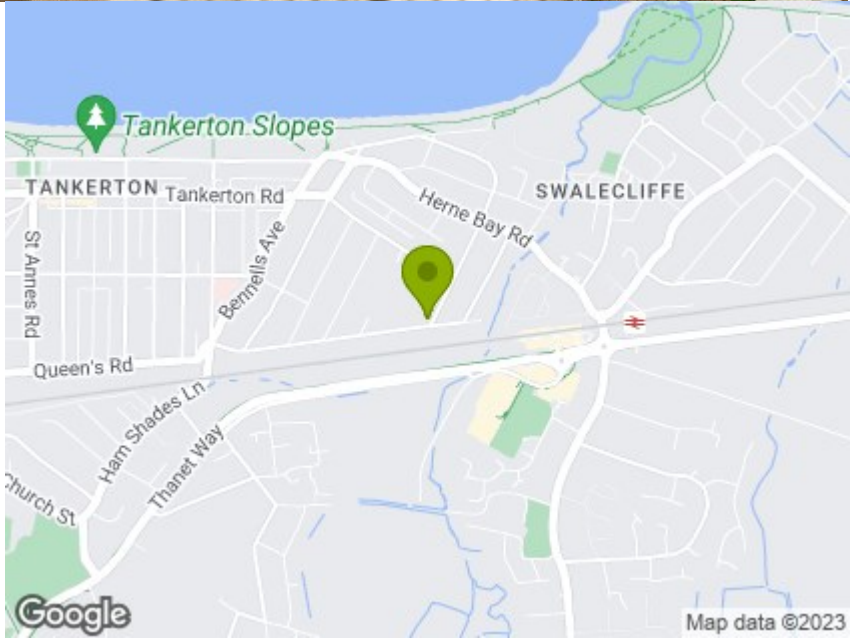 Tankerton Slopes
TANKERTON
Tankerton Rd
SWALECLIFFE
Herne Bay Rd
St Annes Rd
Bennells Ave
Queen's Rd
Ham Shades Ln
Thanet Way
Church St
Google
Map data ©2023